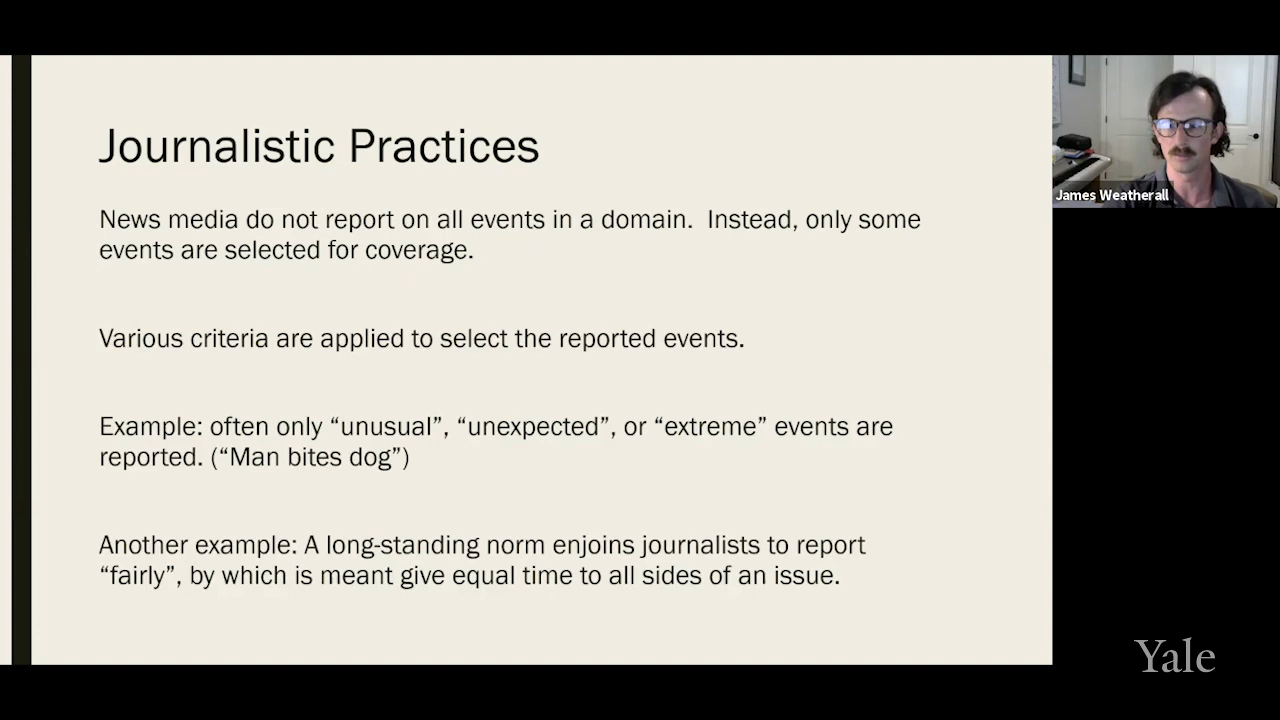 Journalistic Practices
News media do not report on all events in a domain.  Instead, only some
events are selected for coverage.
Various criteria are applied to select the reported events.
Example: often only “unusual”, “unexpected”, or “extreme” events are
reported. (“Man bites dog”)
Another example: A long-standing norm enjoins journalists to report
“fairly”, by which is meant give equal time to all sides of an issue.
James Weatherall
Yale